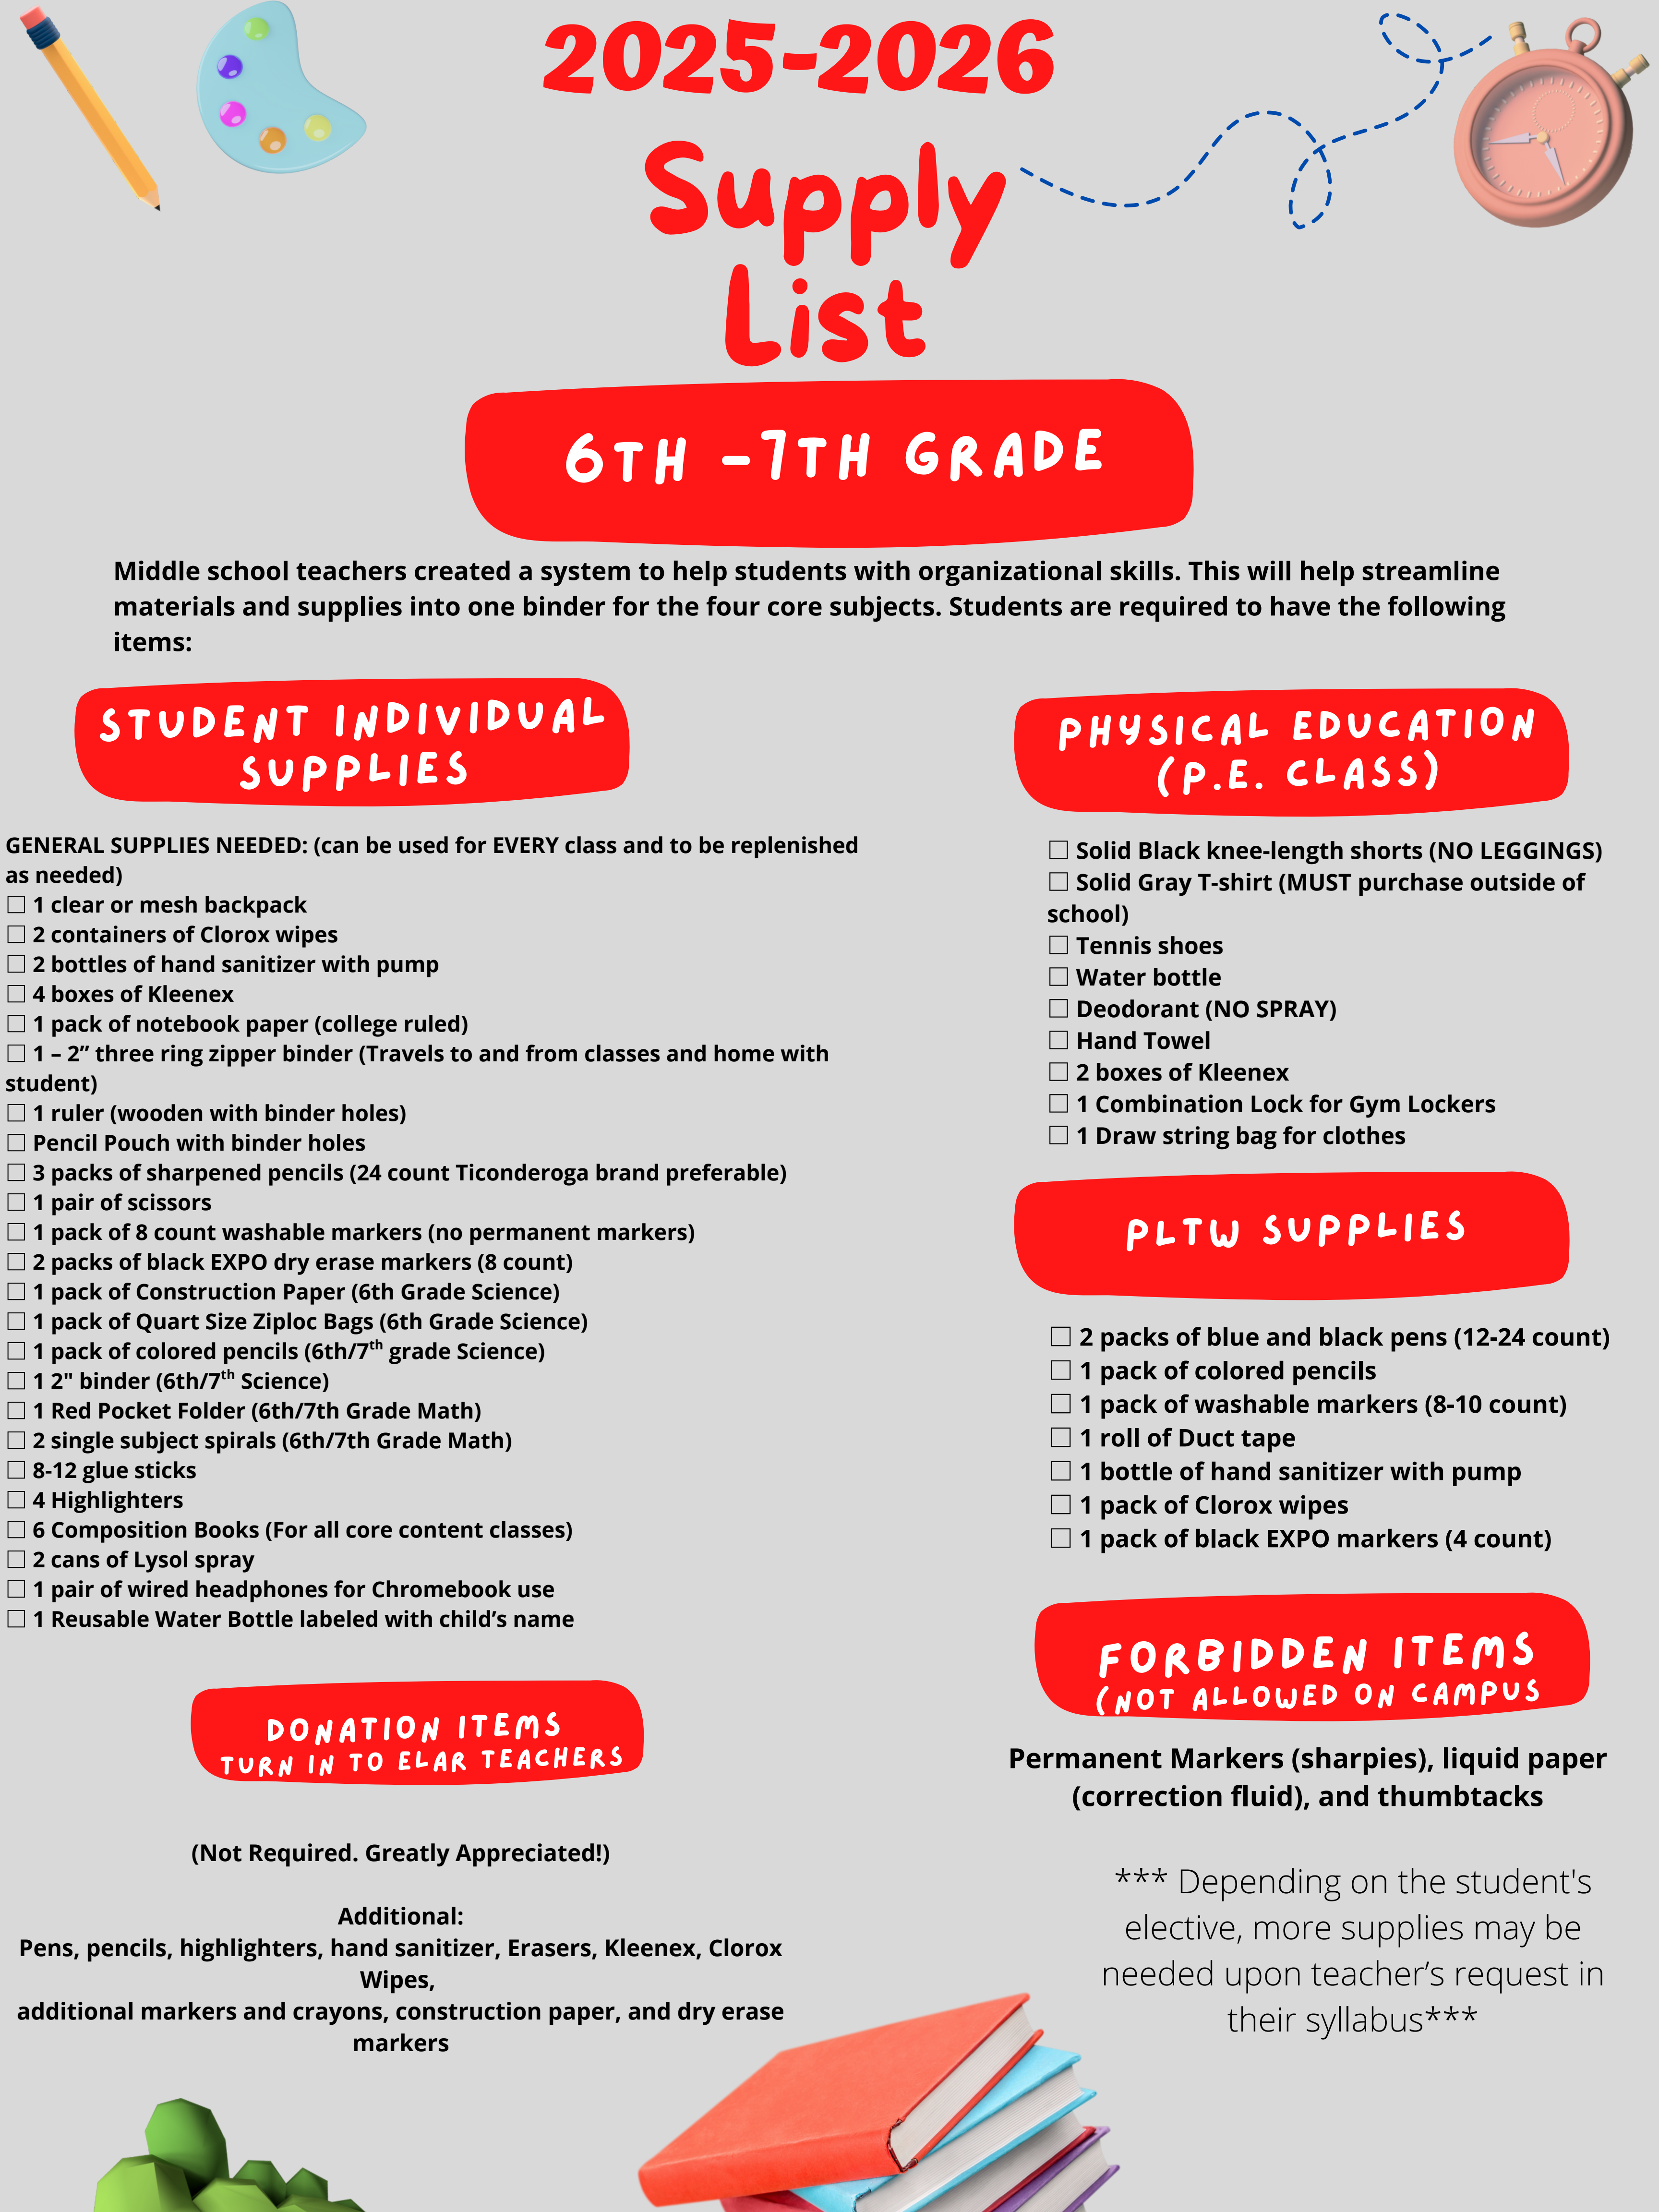 2025-2026
Supply
List
6TH -7TH GRADE
Middle school teachers created a system to help students with organizational skills. This will help streamline
materials and supplies into one binder for the four core subjects. Students are required to have the following
items:
STUDENT INDIVIDUAL
SUPPLIES
GENERAL SUPPLIES NEEDED: (can be used for EVERY class and to be replenished
as needed)
☐ 1 clear or mesh backpack
☐ 2 containers of Clorox wipes
☐ 2 bottles of hand sanitizer with pump
☐ 4 boxes of Kleenex
☐ 1 pack of notebook paper (college ruled)
☐ 1 – 2” three ring zipper binder (Travels to and from classes and home with
student)
☐ 1 ruler (wooden with binder holes)
☐ Pencil Pouch with binder holes
☐ 3 packs of sharpened pencils (24 count Ticonderoga brand preferable)
☐ 1 pair of scissors
☐ 1 pack of 8 count washable markers (no permanent markers)
☐ 2 packs of black EXPO dry erase markers (8 count)
☐ 1 pack of Construction Paper (6th Grade Science)
☐ 1 pack of Quart Size Ziploc Bags (6th Grade Science)
☐ 1 pack of colored pencils (6th/7th grade Science)
☐ 1 2" binder (6th/7th Science)
☐ 1 Red Pocket Folder (6th/7th Grade Math)
☐ 2 single subject spirals (6th/7th Grade Math)
☐ 8-12 glue sticks
☐ 4 Highlighters
☐ 6 Composition Books (For all core content classes)
☐ 2 cans of Lysol spray
☐ 1 pair of wired headphones for Chromebook use
☐ 1 Reusable Water Bottle labeled with child’s name
DONATION ITEMS
TURN IN TO ELAR TEACHERS
(Not Required. Greatly Appreciated!)
Additional:
Pens, pencils, highlighters, hand sanitizer, Erasers, Kleenex, Clorox
Wipes,
additional markers and crayons, construction paper, and dry erase
markers
PHYSICAL EDUCATION
(P.E. CLASS)
☐ Solid Black knee-length shorts (NO LEGGINGS)
☐ Solid Gray T-shirt (MUST purchase outside of
school)
☐ Tennis shoes
☐ Water bottle
☐ Deodorant (NO SPRAY)
☐ Hand Towel
☐ 2 boxes of Kleenex
☐ 1 Combination Lock for Gym Lockers
☐ 1 Draw string bag for clothes
PLTW SUPPLIES
☐ 2 packs of blue and black pens (12-24 count)
☐ 1 pack of colored pencils
☐ 1 pack of washable markers (8-10 count)
☐ 1 roll of Duct tape
☐ 1 bottle of hand sanitizer with pump
☐ 1 pack of Clorox wipes
☐ 1 pack of black EXPO markers (4 count)
FORBIDDEN ITEMS
(NOT ALLOWED ON CAMPUS
Permanent Markers (sharpies), liquid paper
(correction fluid), and thumbtacks
*** Depending on the student's
elective, more supplies may be
needed upon teacher’s request in
their syllabus***